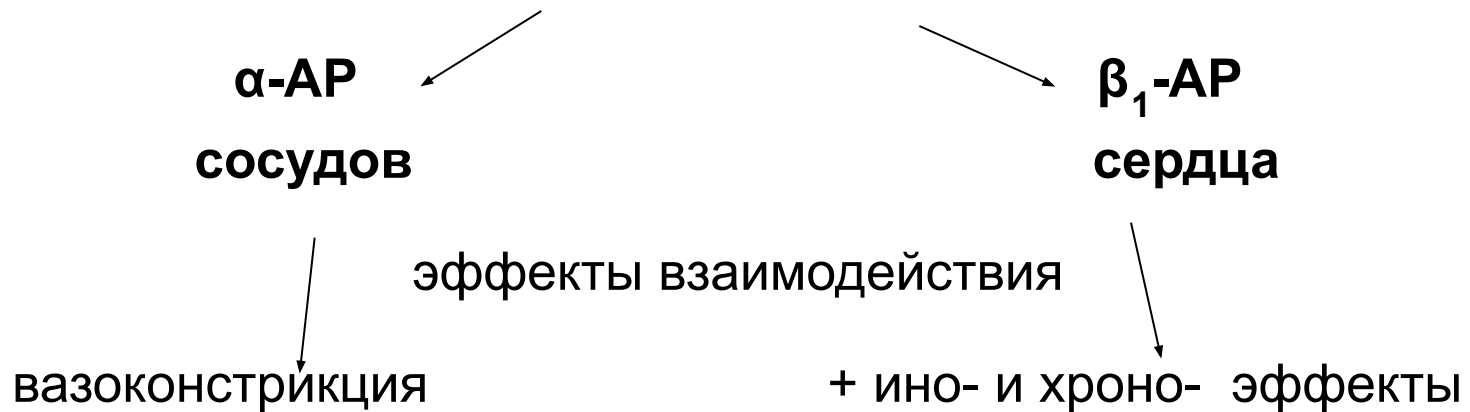 α-АР β₁-АР
сосудов сердца
эффекты взаимодействия
вазоконстрикция + ино- и хроно- эффекты